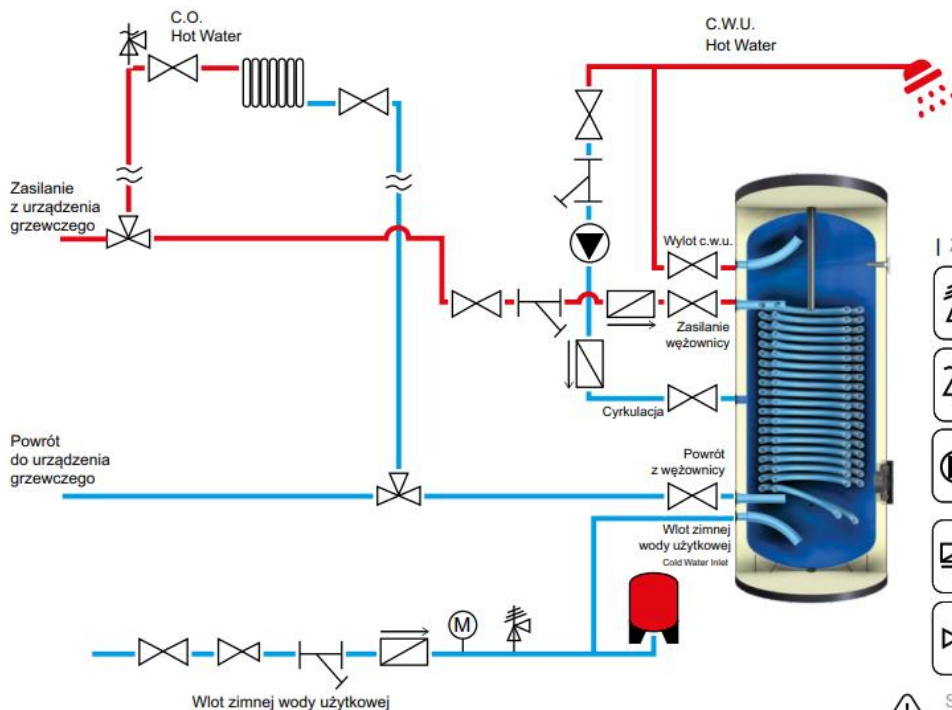 C.O.
Hot Water
C.W.U.
Hot Water
Zasilanie
z urządzenia
grzewczego
Wylot c.w.u.
Zasilanie
wężownicy
Cyrkulacja
Powrót
do urządzenia
grzewczego
Powrót
z wężownicy
Wlot zimnej
wody użytkowej
Cold Water Inlet
M
Wlot zimnej wody użytkowej